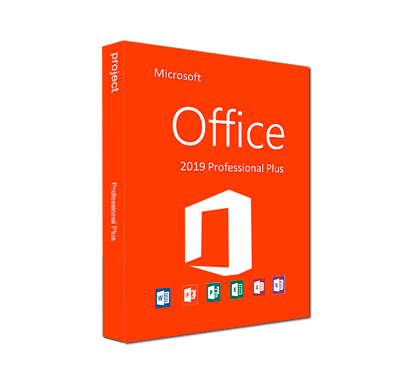 project
Professional Plus
Microsoft
Office
2019 Professional Plus
W P P X A N